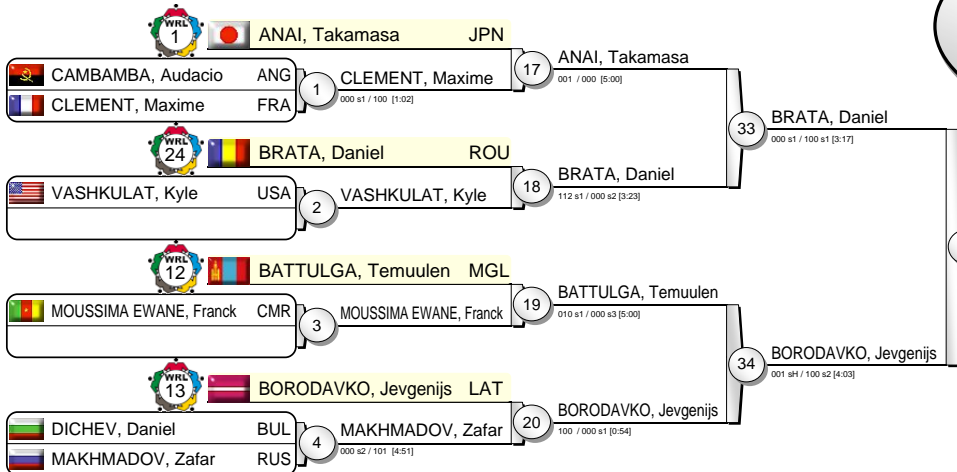 WRL
1
ANAI, Takamasa JPN
CAMBAMBA, Audacio ANG
CLEMENT, Maxime FRA
1
CLEMENT, Maxime
000 s1 / 100 [1:02]
17
ANAI, Takamasa
001 / 000 [5:00]
WRL
24
BRATA, Daniel ROU
VASHKULAT, Kyle USA
2
VASHKULAT, Kyle
18
BRATA, Daniel
112 s1 / 000 s2 [3:23]
33
BRATA, Daniel
000 s1 / 100 s1 [3:17]
WRL
12
BATTULGA, Temuulen MGL
MOUSSIMA EWANE, Franck CMR
3
MOUSSIMA EWANE, Franck
19
BATTULGA, Temuulen
010 s1 / 000 s3 [5:00]
WRL
13
BORODAVKO, Jevgenijs LAT
DICHEV, Daniel BUL
MAKHMADOV, Zafar RUS
4
MAKHMADOV, Zafar
000 s2 / 101 [4:51]
20
BORODAVKO, Jevgenijs
100 / 000 s1 [0:54]
34
BORODAVKO, Jevgenijs
001 sH / 100 s2 [4:03]